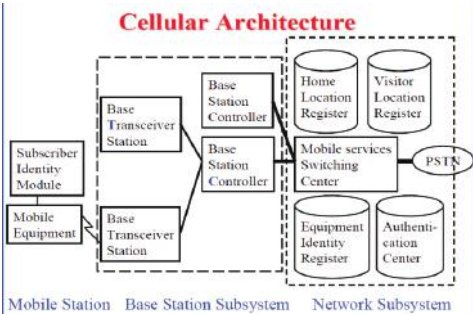 Cellular Architecture
Subscriber
Identity
Module
Mobile
Equipment
Base
Transceiver
Station
Base
Transceiver
Station
Base
Station
Controller
Base
Station
Controller
Home
Location
Register
Visitor
Location
Register
Mobile services
Switching
Center
PSTN
Equipment
Identity
Register
Authenti-
cation
Center
Mobile Station
Base Station Subsystem
Network Subsystem